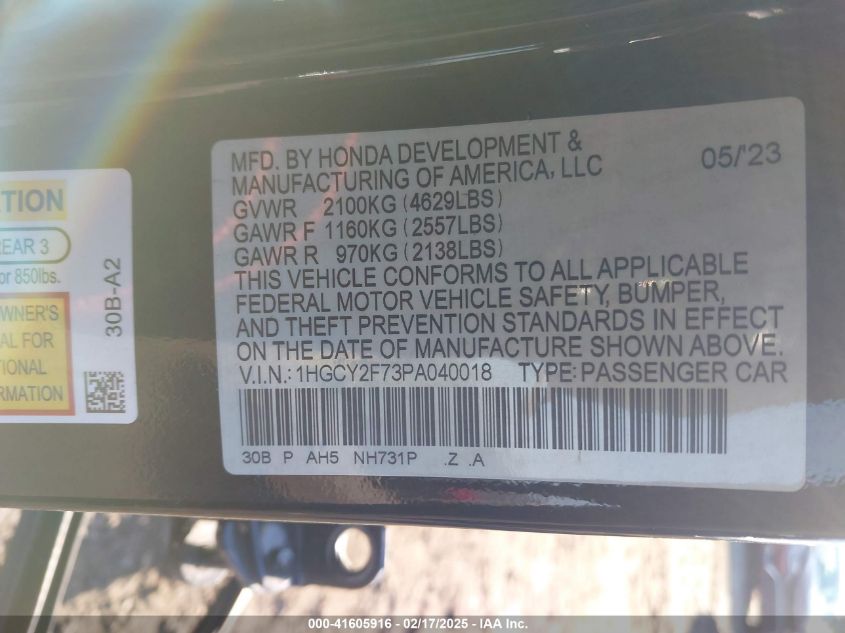 ATION
REAR 3
or 850lbs.
OWNER'S
AL FOR
TIONAL
ORMATION
30B-A2
MFD. BY HONDA DEVELOPMENT & 05/'23
MANUFACTURING OF AMERICA, LLC
GVWR 2100KG (4629LBS)
GAWR F 1160KG (2557LBS)
GAWR R 970KG (2138LBS)
THIS VEHICLE CONFORMS TO ALL APPLICABLE
FEDERAL MOTOR VEHICLE SAFETY, BUMPER,
AND THEFT PREVENTION STANDARDS IN EFFECT
ON THE DATE OF MANUFACTURE SHOWN ABOVE.
V.I.N.: 1HGCY2F73PA040018 TYPE: PASSENGER CAR
30B P AH5 NH731P .Z .A
000-41605916 - 02/17/2025 - IAA Inc.